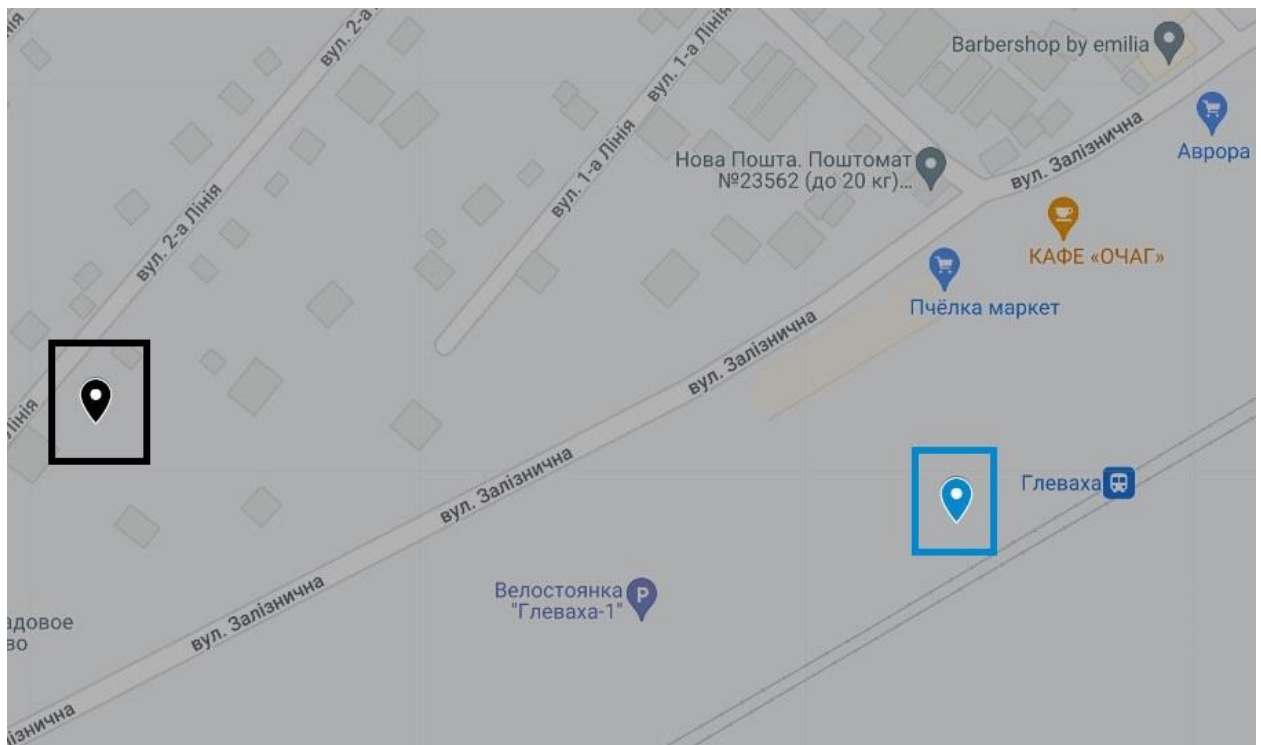 вул. 2-а
вул. 1-а Лінія
Barbershop by emilia
Аврора
вул. Залізнична
Нова Пошта. Поштомат
№23562 (до 20 кг)...
вул. 1-а Лінія
вул. 2-а Лінія
КАФЕ «ОЧАГ»
Пчёлка маркет
вул. Залізнична
Лінія
вул. Залізнична
Глеваха
Велостоянка
"Глеваха-1"
P
вул. Залізнична
адовое
во
ізнична